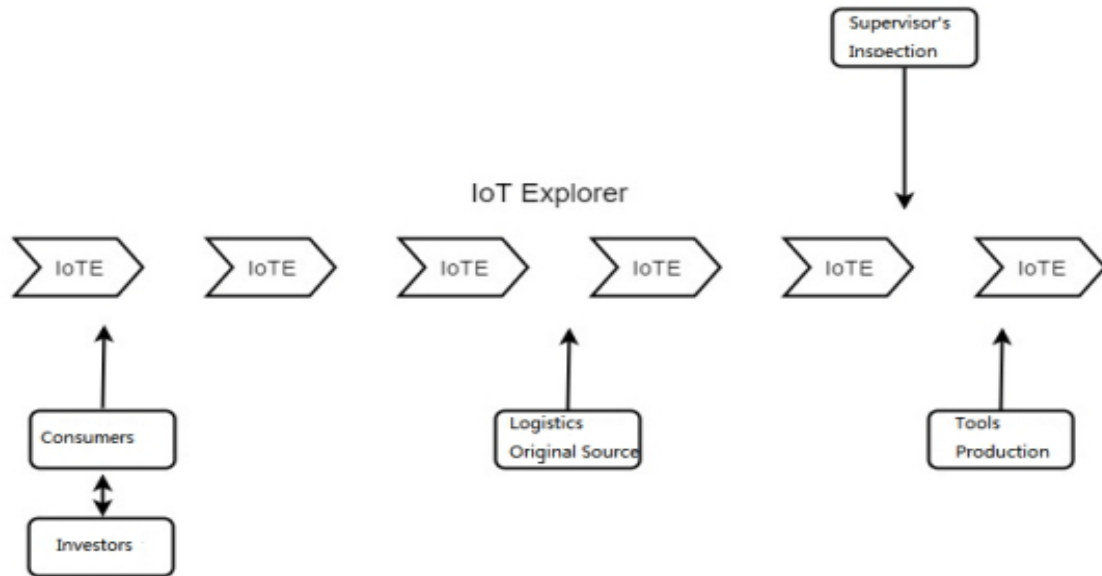 Supervisor's
Inspection
IoT Explorer
IoTE
IoTE
IoTE
IoTE
IoTE
IoTE
Consumers
Logistics
Original Source
Tools
Production
Investors